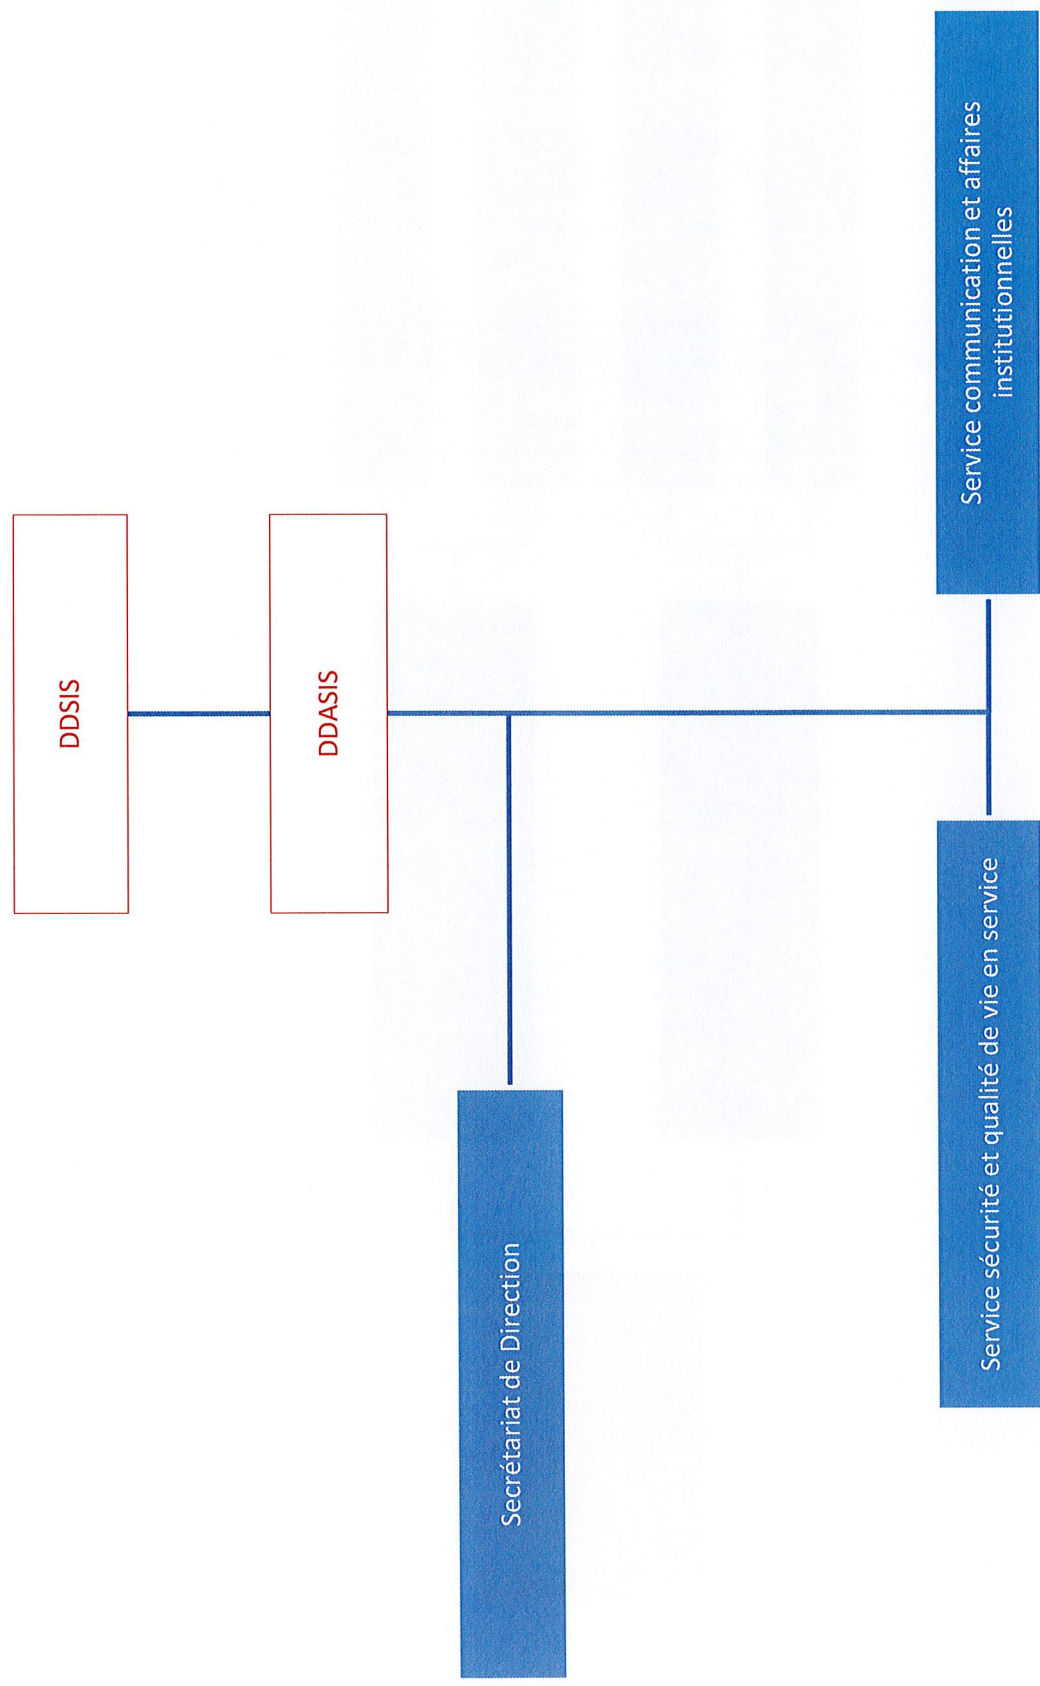 DDSIS
DDASIS
Secrétariat de Direction
Service sécurité et qualité de vie en service
Service communication et affaires
institutionnelles